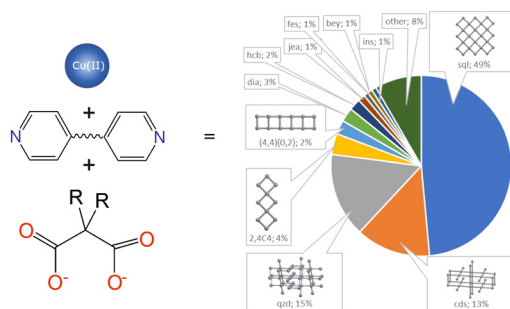 Cu(II)
+
N
N
=
+
R
R
O
O
O-
O-
fes; 1%
bey; 1%
ins; 1%
other; 8%
jea; 1%
hcb; 2%
dia; 3%
(4,4)(0,2); 2%
2,4C4; 4%
qzd; 15%
cds; 13%
sql; 49%